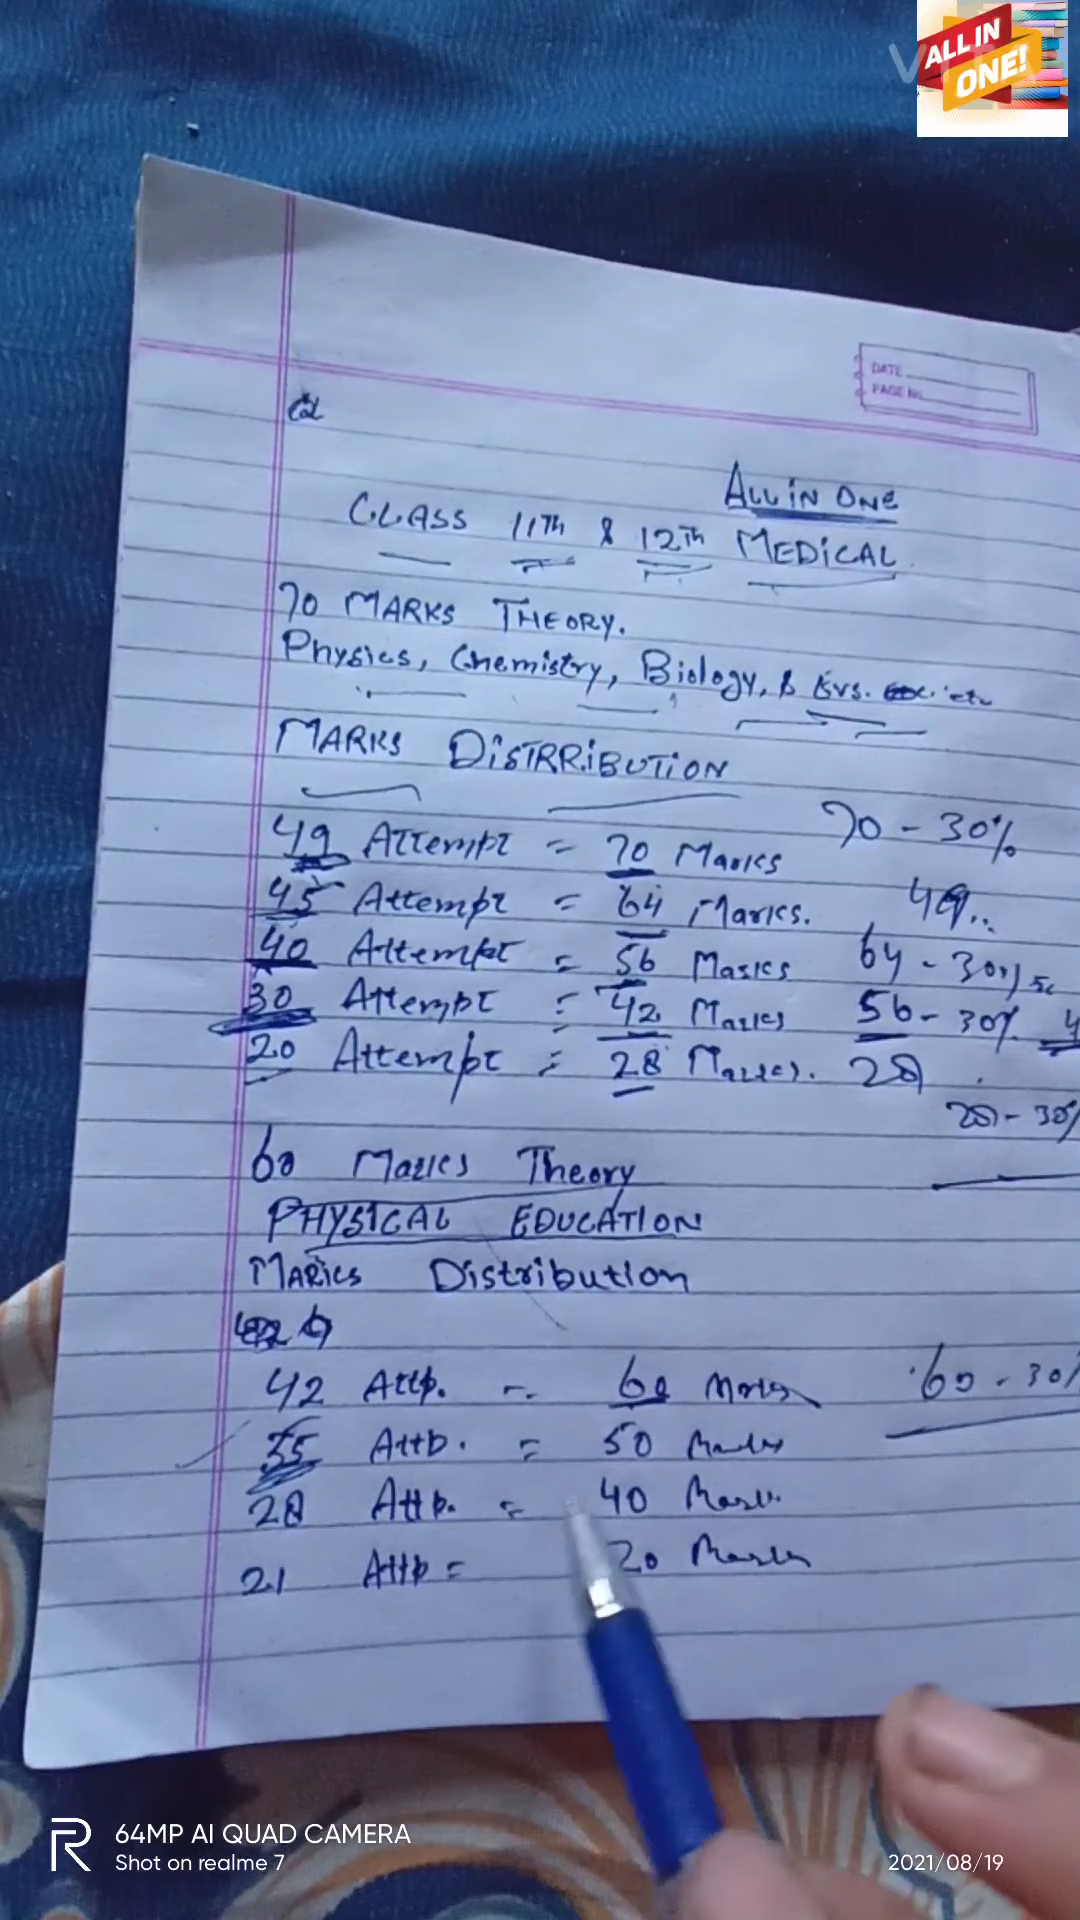 ALL IN
ONE!
DATE
PAGE No.
ALL IN ONE
CLASS 11Th & 12Th MEDICAL
70 MARKS THEORY.
Physics, Chemistry, Biology, & Evs. etc
MARKS DISTRRIBUTION
70 - 30%
49 Attempt = 70 Marks
49..
45 Attempt = 64 Marks.
64 - 30%
40 Attempt = 56 Marks
56 - 30%
30 Attempt = 42 Marks
20 Attempt = 28 Marks. 28
28 - 30%
60 Marks Theory
PHYSICAL EDUCATION
MARKS Distribution
42 Attp. 60 Marks
60 - 30%
35 Attp. = 50 Marks
28 Attp. = 40 Marks
21 Attp = 20 Marks
64MP AI QUAD CAMERA
Shot on realme 7
2021/08/19